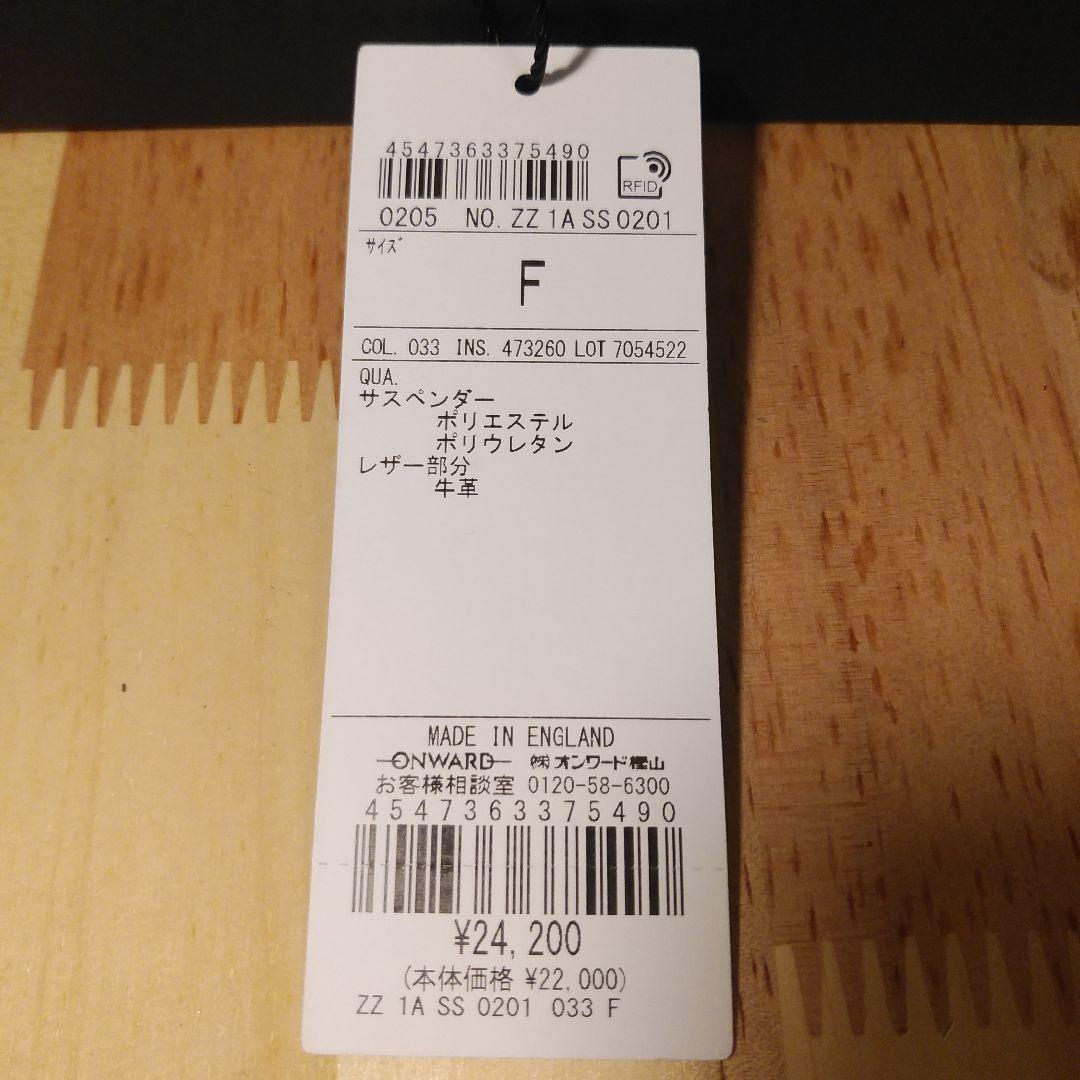 4547363375490
RFID
0205 NO. ZZ 1A SS 0201
ｻｲｽﾞ
F
COL. 033 INS. 473260 LOT 7054522
QUA.
サスペンダー
ポリエステル
ポリウレタン
レザー部分
牛革
MADE IN ENGLAND
ONWARD ㈱オンワード樫山
お客様相談室 0120-58-6300
4547363375490
¥24,200
(本体価格 ¥22,000)
ZZ 1A SS 0201 033 F